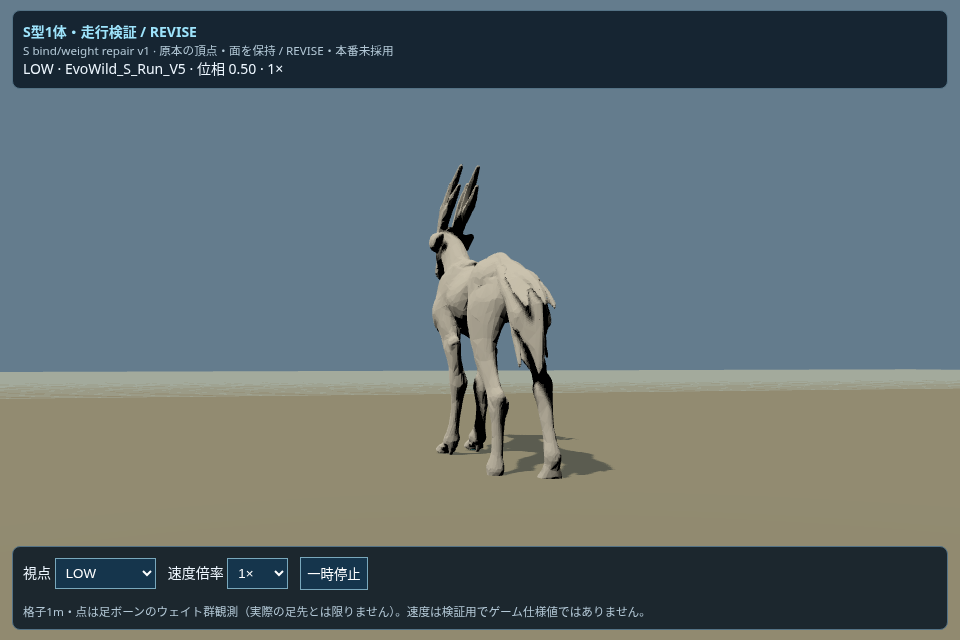 S型1体・走行検証 / REVISE
S bind/weight repair v1 · 原本の頂点・面を保持 / REVISE・本番未採用
LOW · EvoWild_S_Run_V5 · 位相 0.50 · 1×
視点 LOW 速度倍率 1× 一時停止
格子1m・点は足ボーンのウェイト群観測（実際の足先とは限りません）。速度は検証用でゲーム仕様値ではありません。